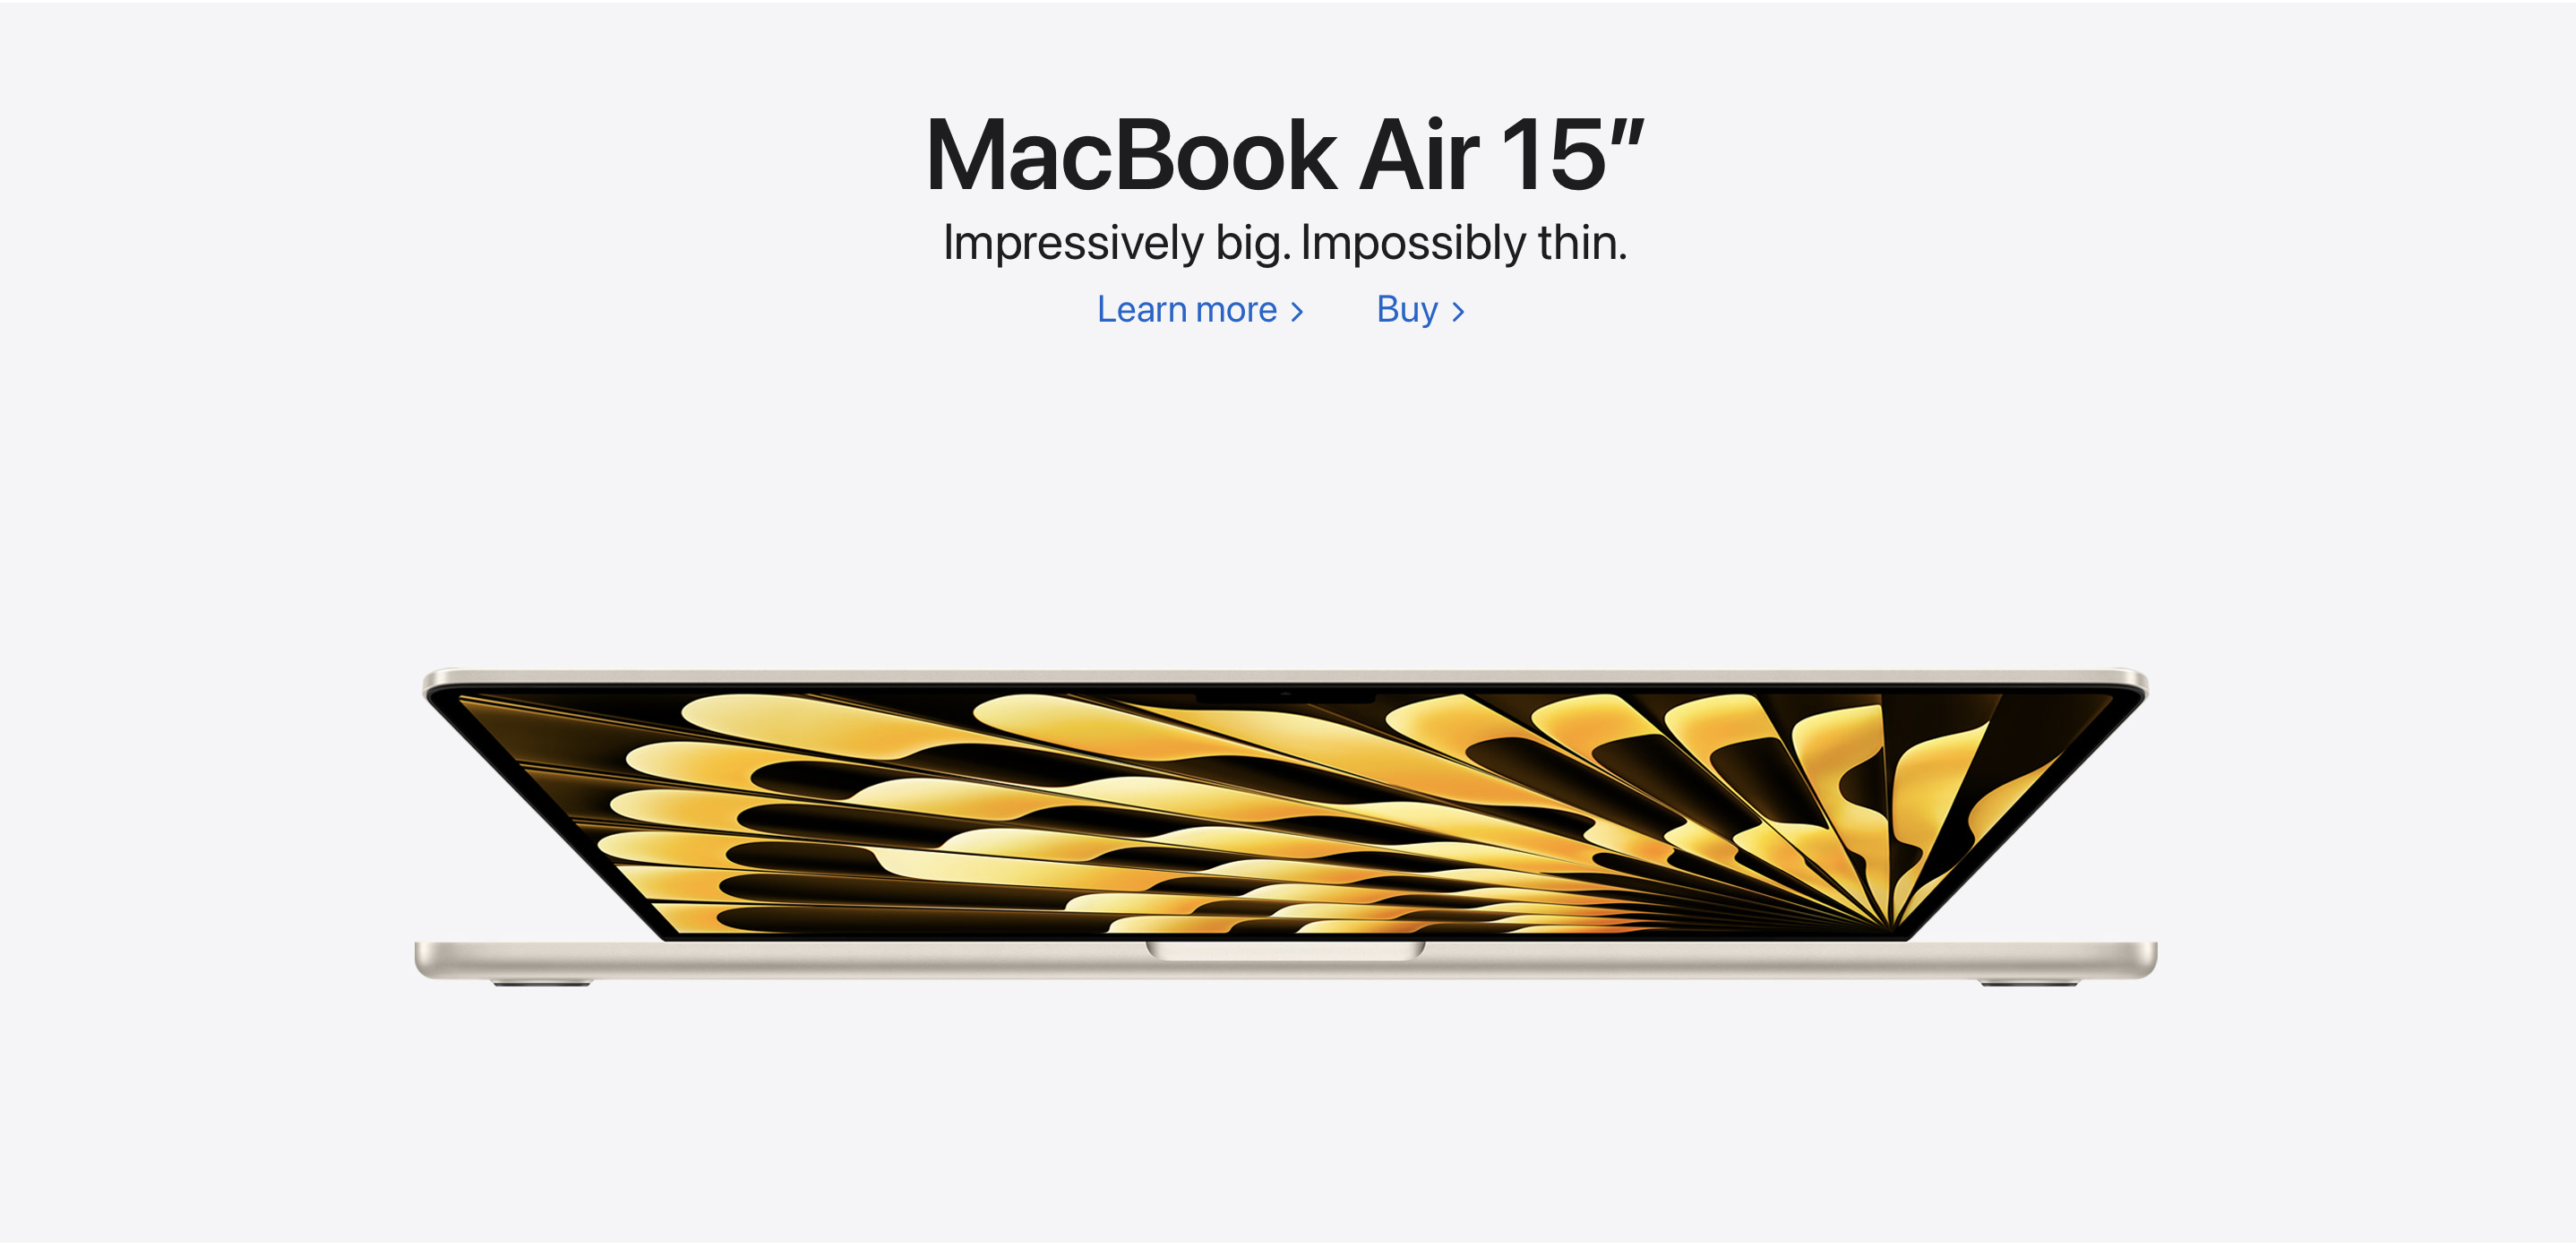 MacBook Air 15″
Impressively big. Impossibly thin.
Learn more > Buy >